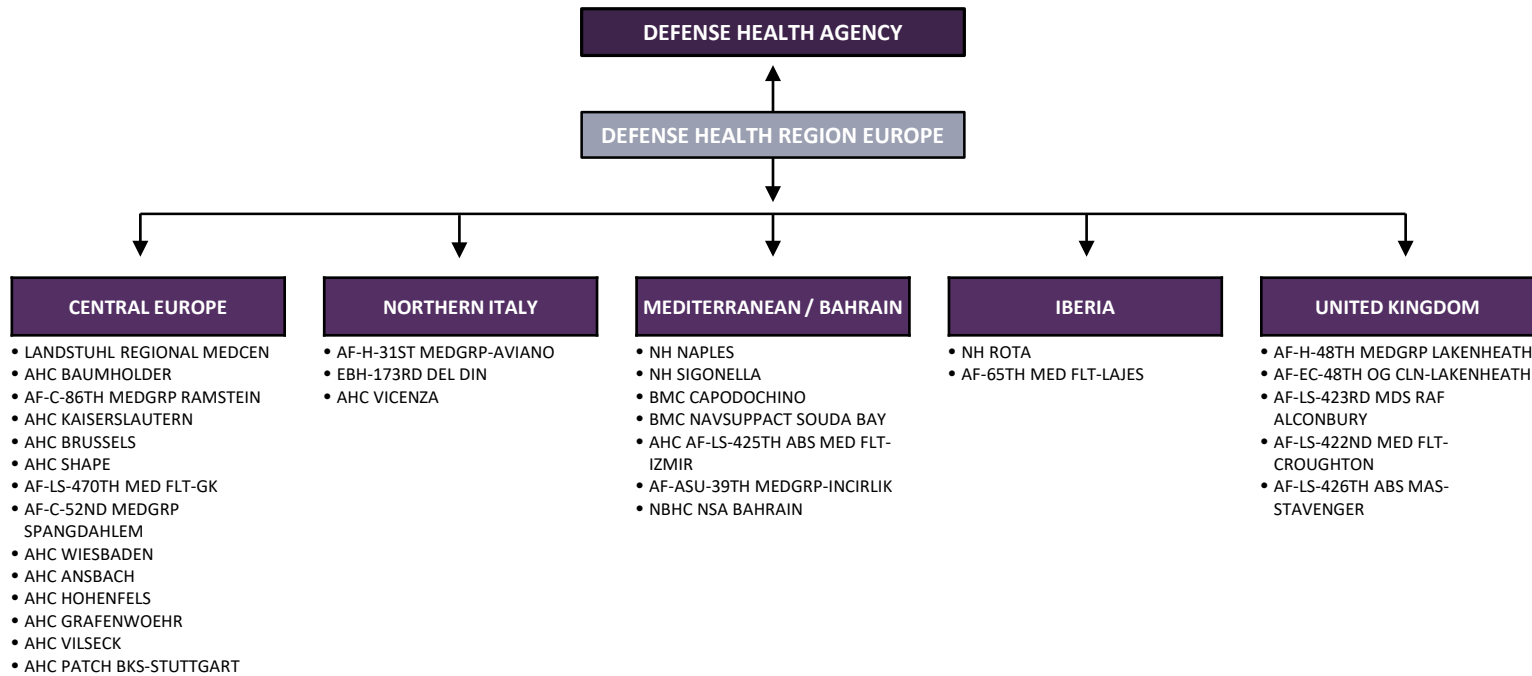 DEFENSE HEALTH AGENCY
DEFENSE HEALTH REGION EUROPE
CENTRAL EUROPE
• LANDSTUHL REGIONAL MEDCEN
• AHC BAUMHOLDER
• AF-C-86TH MEDGRP RAMSTEIN
• AHC KAISERSLAUTERN
• AHC BRUSSELS
• AHC SHAPE
• AF-LS-470TH MED FLT-GK
• AF-C-52ND MEDGRP
SPANGDAHLEM
• AHC WIESBADEN
• AHC ANSBACH
• AHC HOHENFELS
• AHC GRAFENWOEHR
• AHC VILSECK
• AHC PATCH BKS-STUTTGART
NORTHERN ITALY
• AF-H-31ST MEDGRP-AVIANO
• EBH-173RD DEL DIN
• AHC VICENZA
MEDITERRANEAN / BAHRAIN
• NH NAPLES
• NH SIGONELLA
• BMC CAPODOCHINO
• BMC NAVSUPPACT SOUDA BAY
• AHC AF-LS-425TH ABS MED FLT-
IZMIR
• AF-ASU-39TH MEDGRP-INCIRLIK
• NBHC NSA BAHRAIN
IBERIA
• NH ROTA
• AF-65TH MED FLT-LAJES
UNITED KINGDOM
• AF-H-48TH MEDGRP LAKENHEATH
• AF-EC-48TH OG CLN-LAKENHEATH
• AF-LS-423RD MDS RAF
ALCONBURY
• AF-LS-422ND MED FLT-
CROUGHTON
• AF-LS-426TH ABS MAS-
STAVENGER